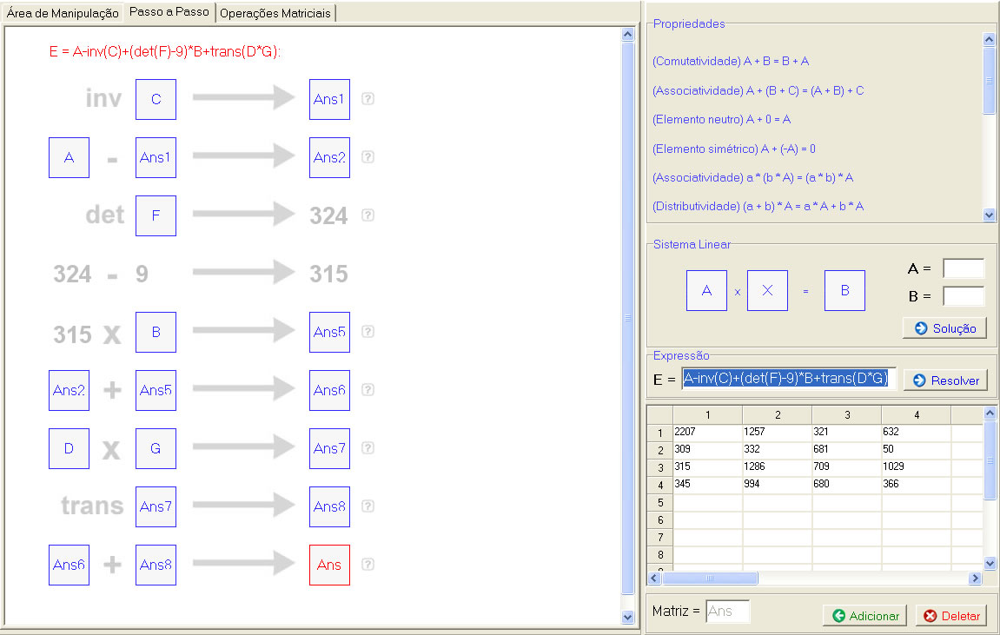 Área de Manipulação
Passo a Passo
Operações Matriciais
E = A-inv(C)+(det(F)-9)*B+trans(D*G):
inv C Ans1 ?
A - Ans1 Ans2 ?
det F 324 ?
324 - 9 315
315 X B Ans5 ?
Ans2 + Ans5 Ans6 ?
D X G Ans7 ?
trans Ans7 Ans8 ?
Ans6 + Ans8 Ans ?
Propriedades
(Comutatividade) A + B = B + A
(Associatividade) A + (B + C) = (A + B) + C
(Elemento neutro) A + 0 = A
(Elemento simétrico) A + (-A) = 0
(Associatividade) a * (b * A) = (a * b) * A
(Distributividade) (a + b) * A = a * A + b * A
Sistema Linear
A x X = B
A =
B =
Solução
Expressão
E = A-inv(C)+(det(F)-9)*B+trans(D*G)
Resolver
1 2 3 4
1 2207 1257 321 632
2 309 332 681 50
3 315 1286 709 1029
4 345 994 680 366
5
6
7
8
Matriz = Ans
Adicionar
Deletar